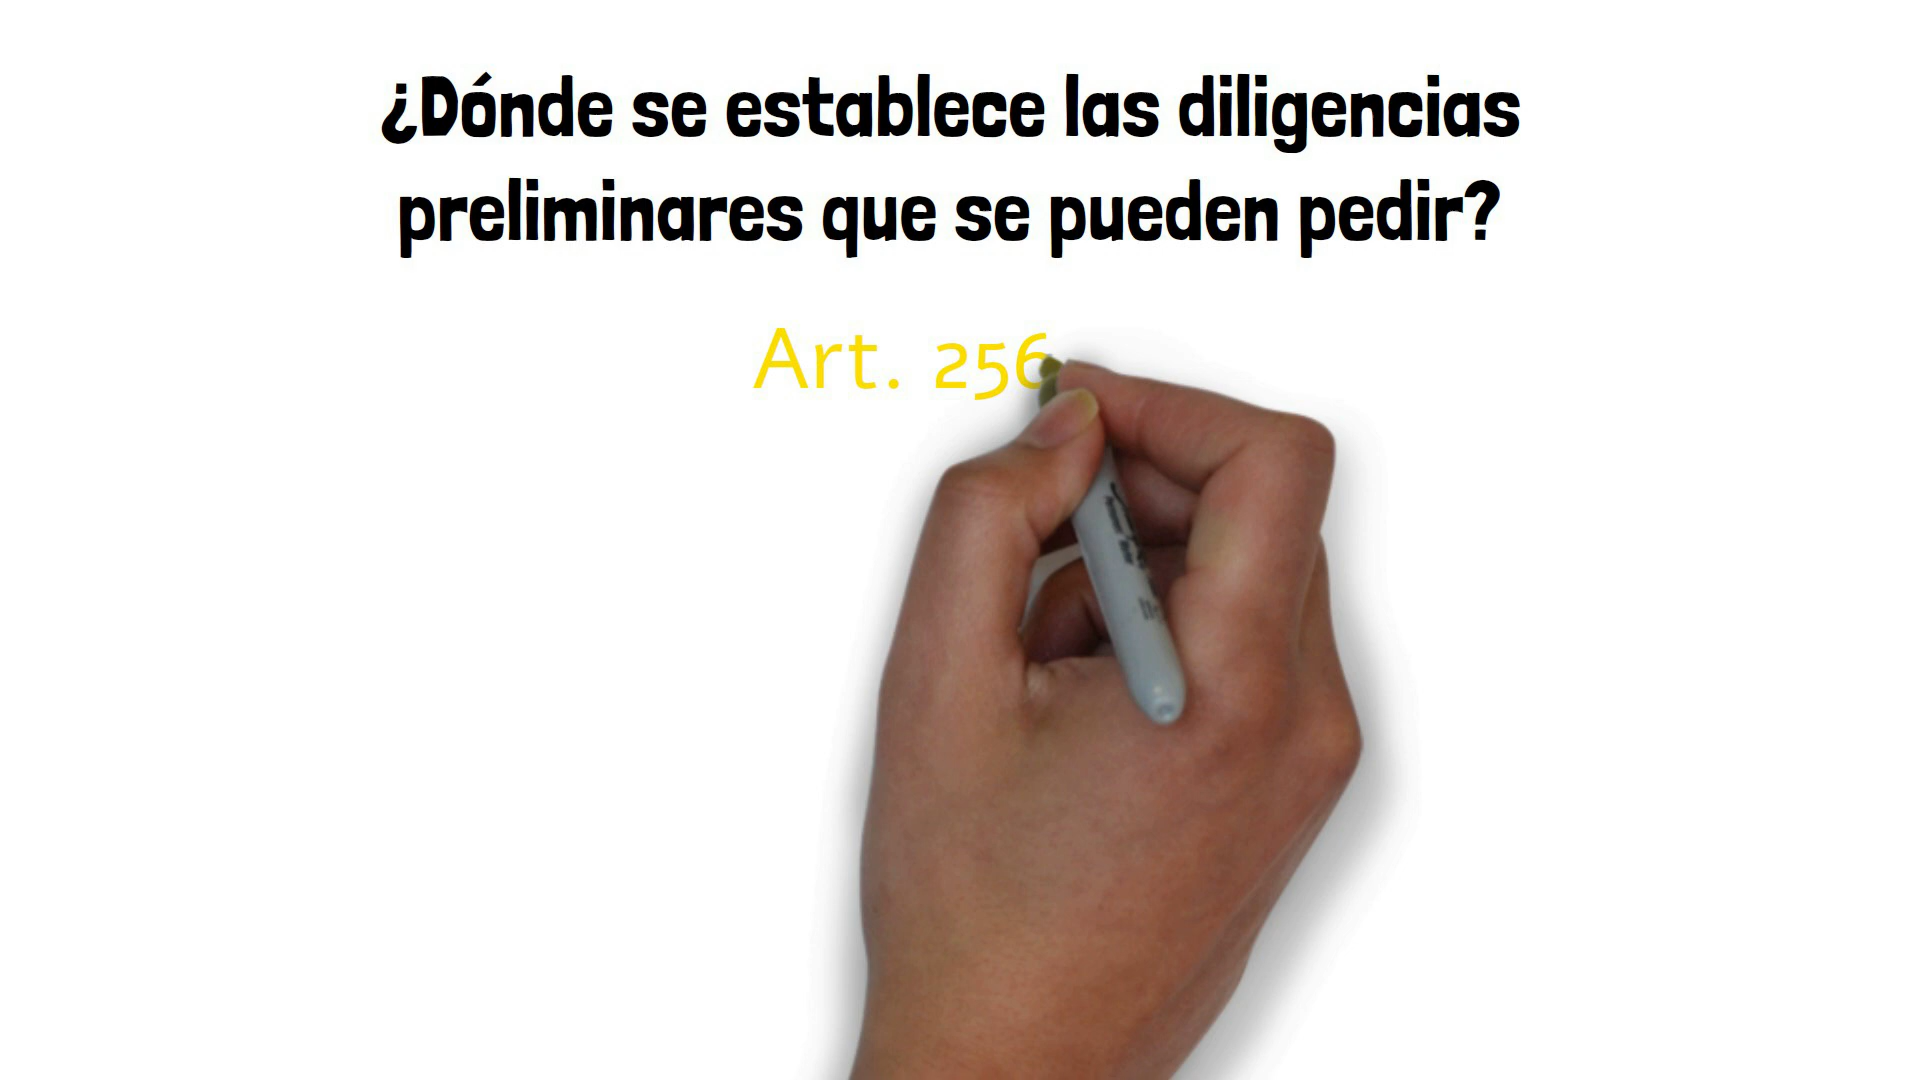 ¿Dónde se establece las diligencias
preliminares que se pueden pedir?
Art. 256